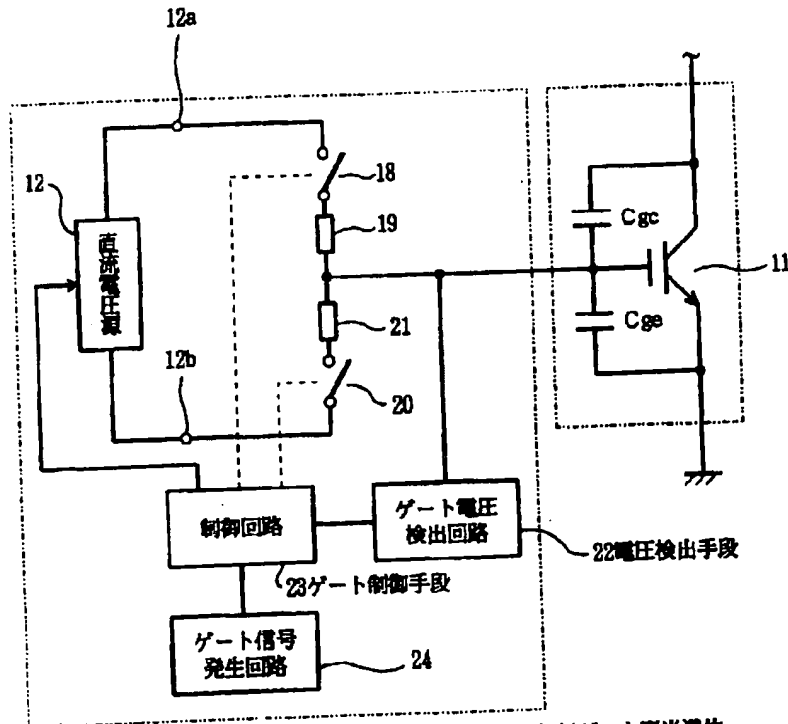 12a
12
直流電圧源
18
19
Cgc
11
Cge
21
12b
20
制御回路
ゲート電圧
検出回路
22電圧検出手段
23ゲート制御手段
ゲート信号
発生回路
24